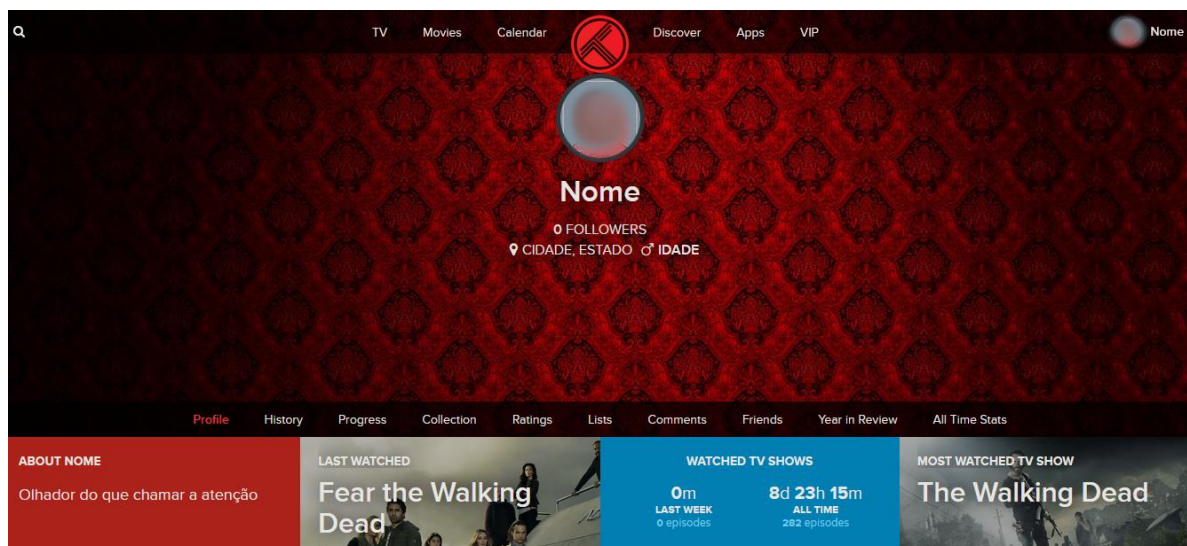 TV Movies Calendar Discover Apps VIP Nome
Nome
0 FOLLOWERS
CIDADE, ESTADO IDADE
Profile History Progress Collection Ratings Lists Comments Friends Year in Review All Time Stats
ABOUT NOME
Olhador do que chamar a atenção
LAST WATCHED
Fear the Walking
Dead
WATCHED TV SHOWS
0m 8d 23h 15m
LAST WEEK ALL TIME
0 episodes 282 episodes
MOST WATCHED TV SHOW
The Walking Dead